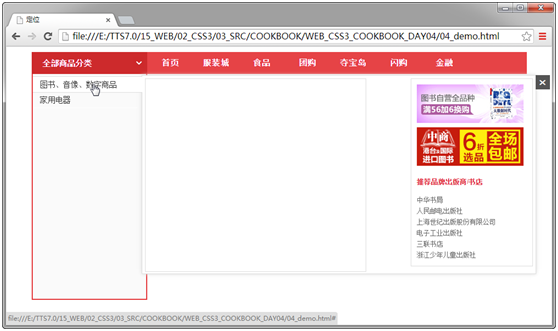 定位
file:///E:/TTS7.0/15_WEB/02_CSS3/03_SRC/COOKBOOK/WEB_CSS3_COOKBOOK_DAY04/04_demo.html
全部商品分类 首页 服装城 食品 团购 夺宝岛 闪购 金融
图书、音像、数字商品
家用电器
图书自营全品种
满56加6换购
中商
港台&国际
进口图书
6折
选品
全场
包邮
推荐品牌出版商/书店
中华书局
人民邮电出版社
上海世纪出版股份有限公司
电子工业出版社
三联书店
浙江少年儿童出版社
file:///E:/TTS7.0/15_WEB/02_CSS3/03_SRC/COOKBOOK/WEB_CSS3_COOKBOOK_DAY04/04_demo.html#